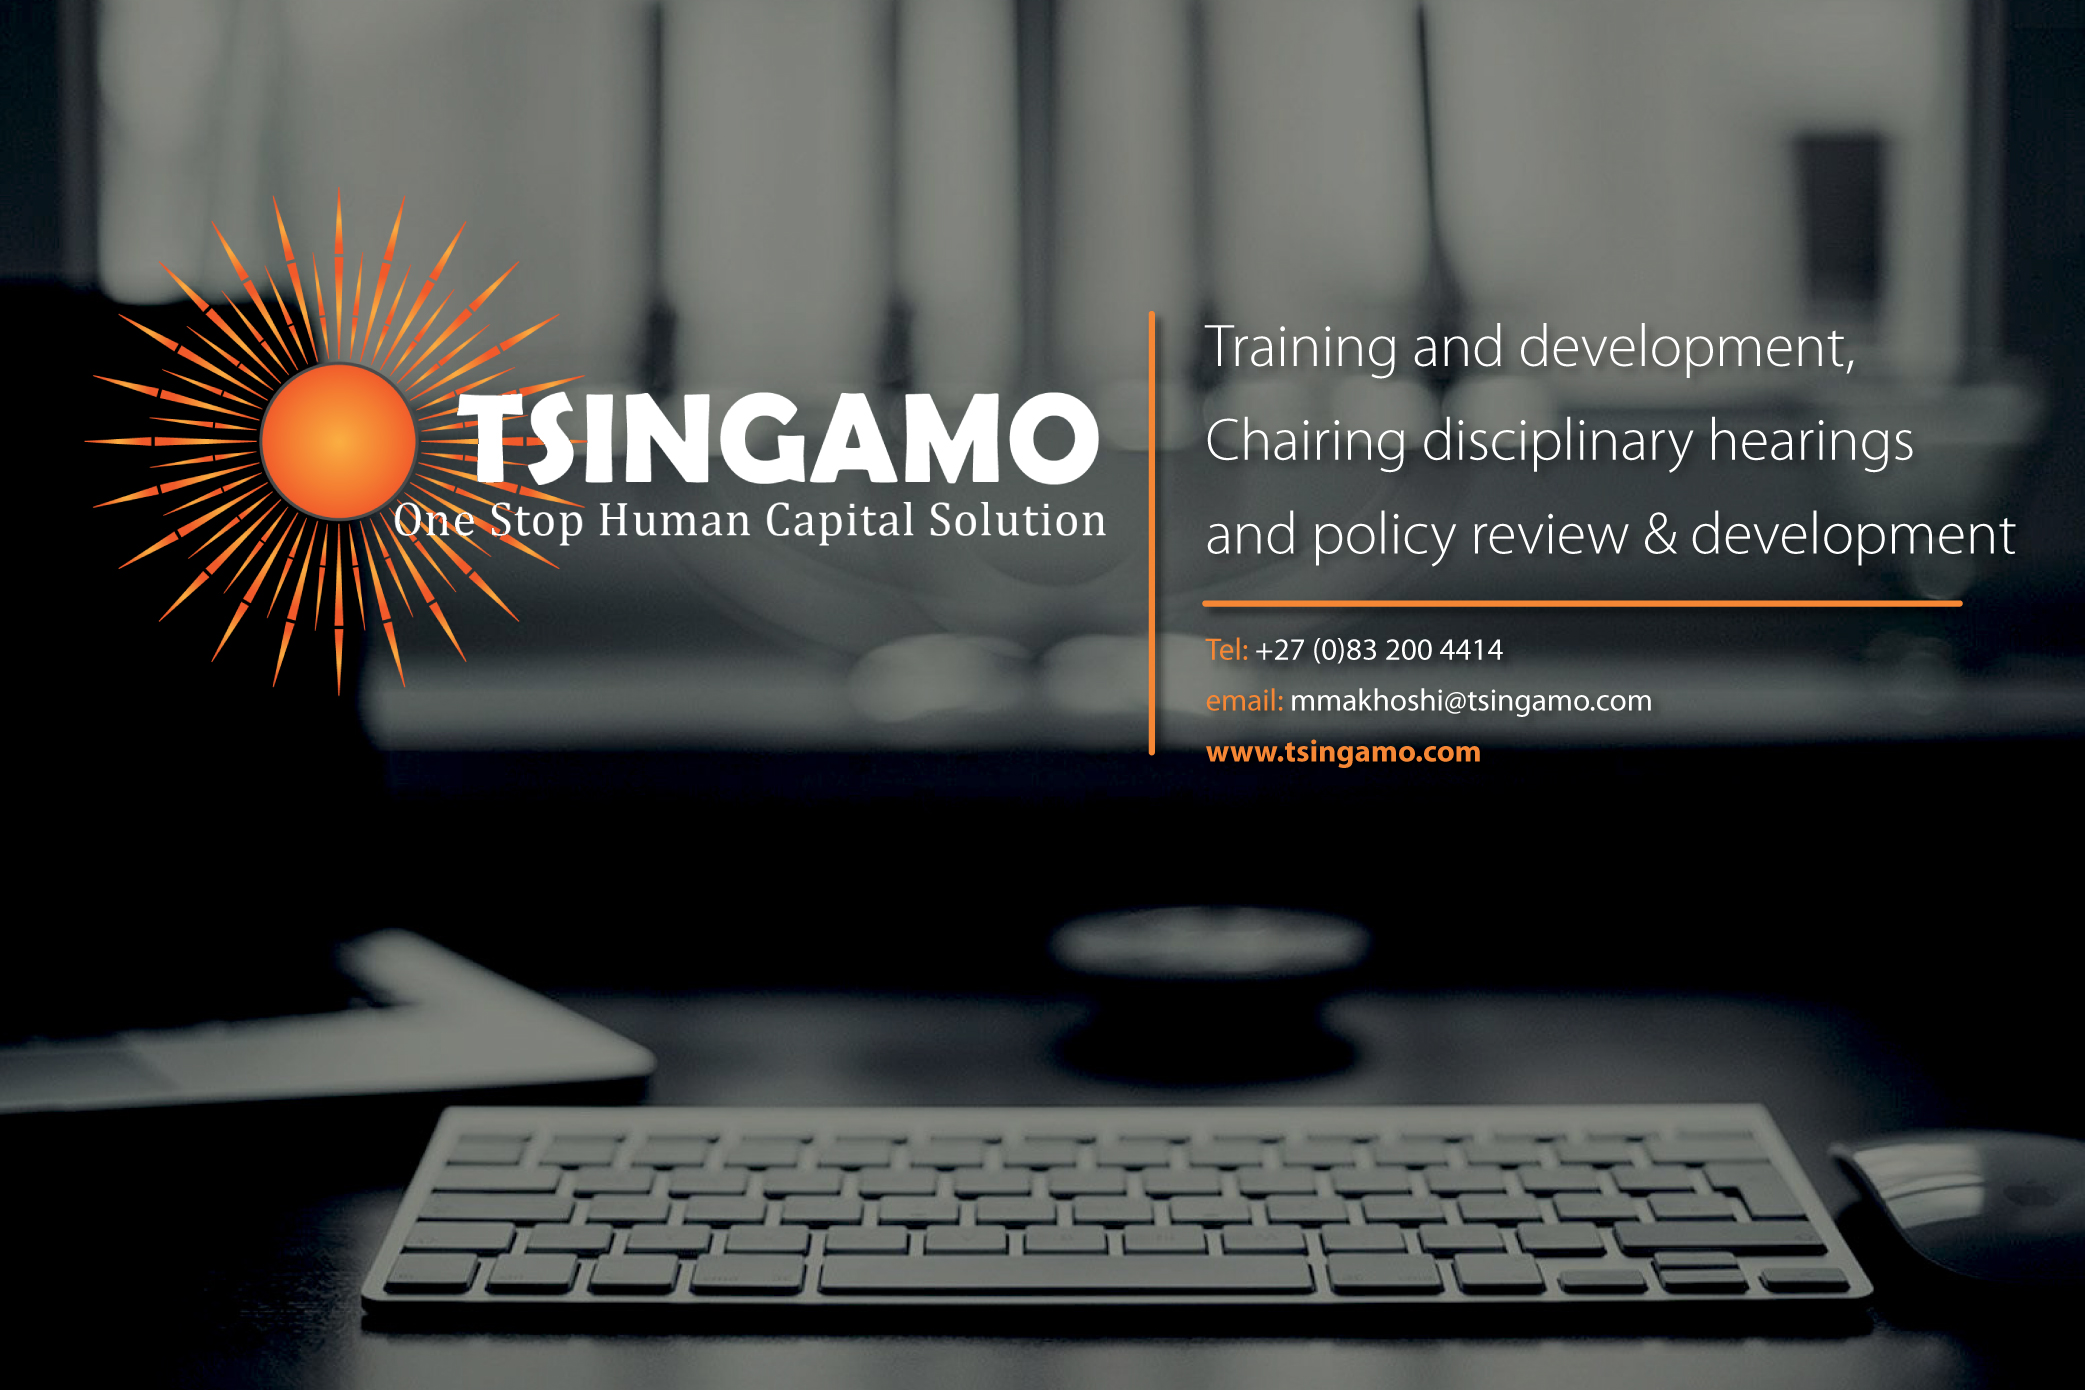 TSINGAMO
One Stop Human Capital Solution
Training and development,
Chairing disciplinary hearings
and policy review & development
Tel: +27 (0)83 200 4414
email: mmakhoshi@tsingamo.com
www.tsingamo.com